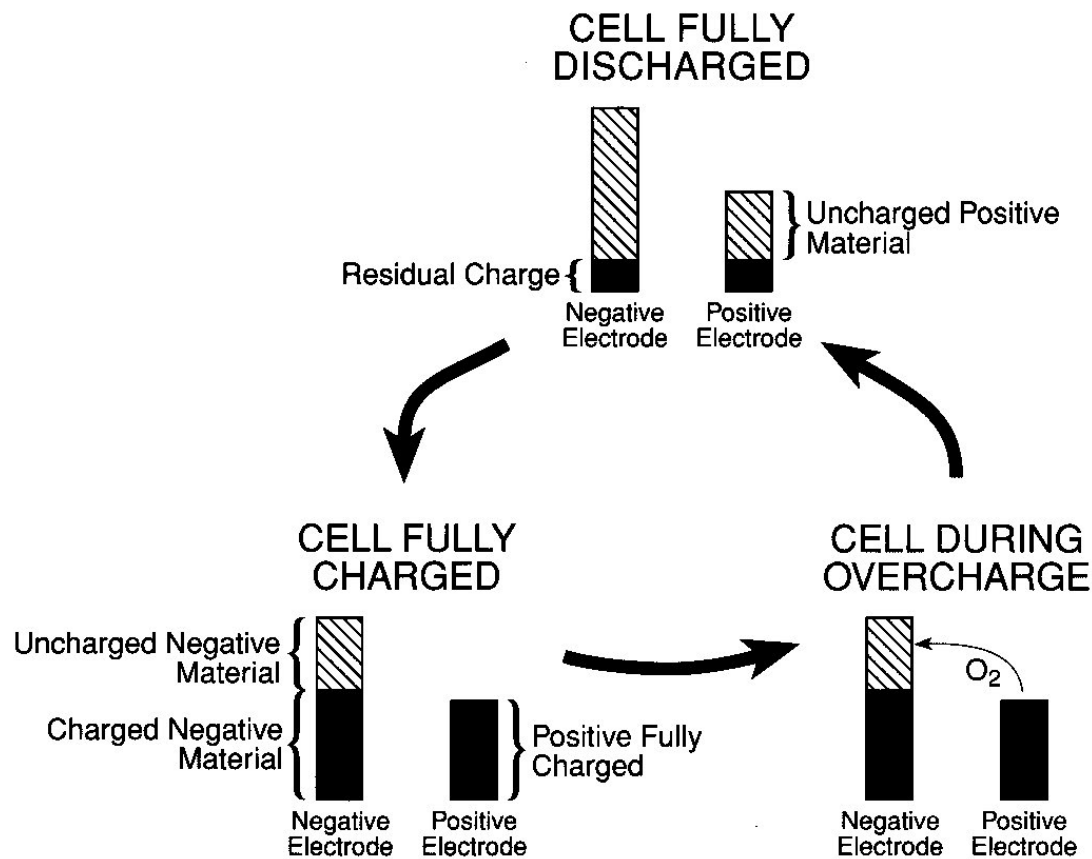 CELL FULLY
DISCHARGED
Uncharged Positive
Material
Residual Charge
Negative
Electrode
Positive
Electrode
CELL FULLY
CHARGED
Uncharged Negative
Material
Charged Negative
Material
Positive Fully
Charged
Negative
Electrode
Positive
Electrode
CELL DURING
OVERCHARGE
O₂
Negative
Electrode
Positive
Electrode